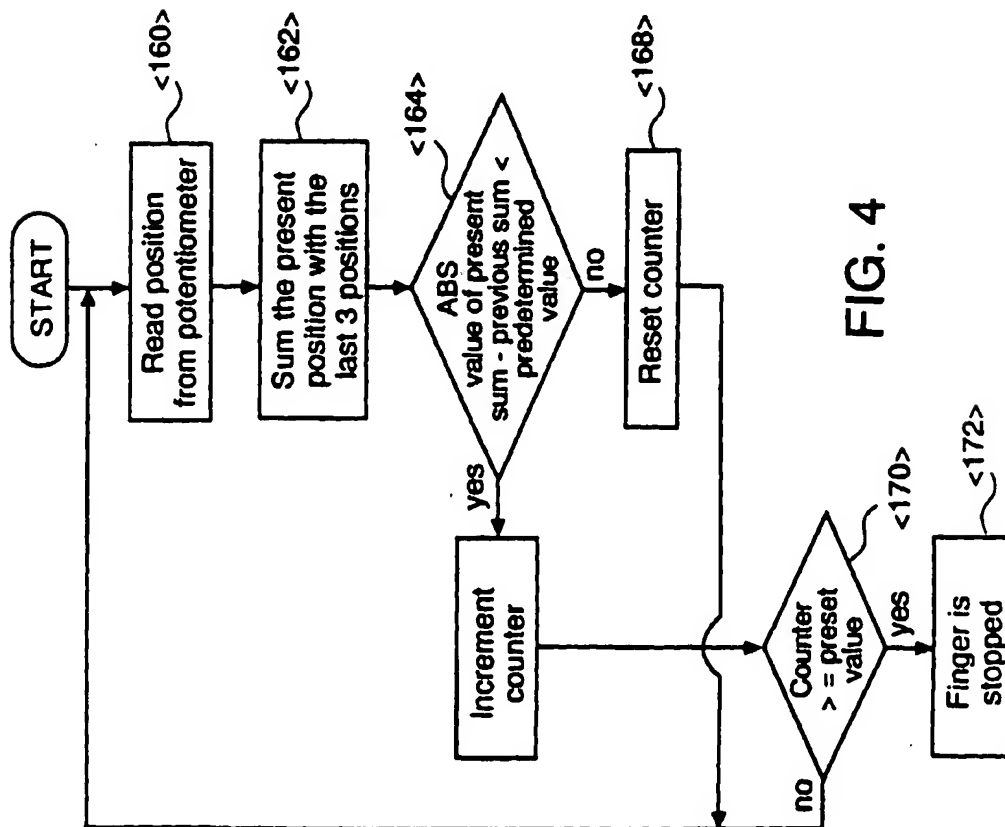 START
<160>
Read position
from potentiometer
<162>
Sum the present
position with the
last 3 positions
<164>
ABS
value of present
sum - previous sum <
predetermined
value
yes
no
<168>
Reset counter
Increment
counter
<170>
Counter
> = preset
value
no
yes
<172>
Finger is
stopped
FIG. 4